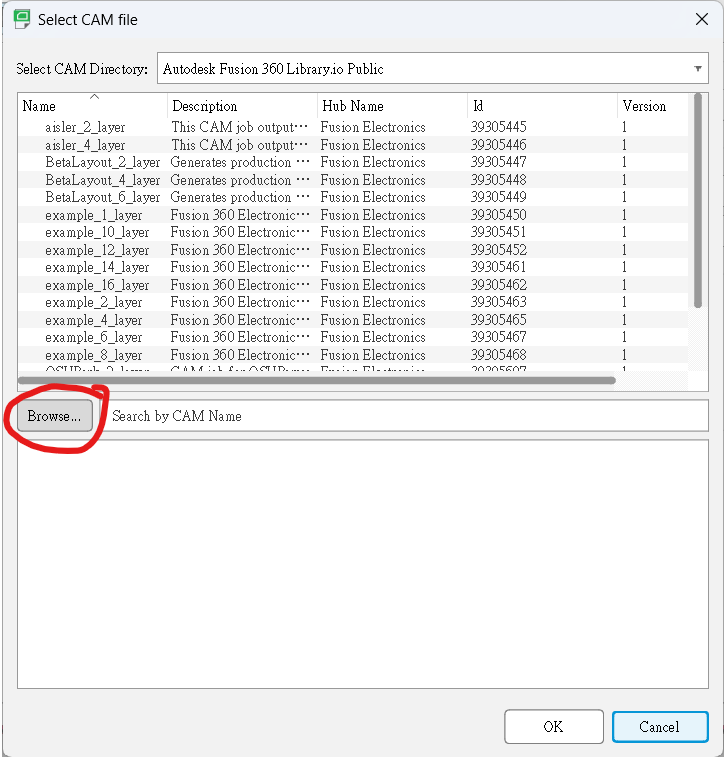 Select CAM file
Select CAM Directory: Autodesk Fusion 360 Library.io Public
Name Description Hub Name Id Version
aisler_2_layer This CAM job output··· Fusion Electronics 39305445 1
aisler_4_layer This CAM job output··· Fusion Electronics 39305446 1
BetaLayout_2_layer Generates production ··· Fusion Electronics 39305447 1
BetaLayout_4_layer Generates production ··· Fusion Electronics 39305448 1
BetaLayout_6_layer Generates production ··· Fusion Electronics 39305449 1
example_1_layer Fusion 360 Electronic··· Fusion Electronics 39305450 1
example_10_layer Fusion 360 Electronic··· Fusion Electronics 39305451 1
example_12_layer Fusion 360 Electronic··· Fusion Electronics 39305452 1
example_14_layer Fusion 360 Electronic··· Fusion Electronics 39305461 1
example_16_layer Fusion 360 Electronic··· Fusion Electronics 39305462 1
example_2_layer Fusion 360 Electronic··· Fusion Electronics 39305463 1
example_4_layer Fusion 360 Electronic··· Fusion Electronics 39305465 1
example_6_layer Fusion 360 Electronic··· Fusion Electronics 39305467 1
example_8_layer Fusion 360 Electronic··· Fusion Electronics 39305468 1
Browse... Search by CAM Name
OK Cancel